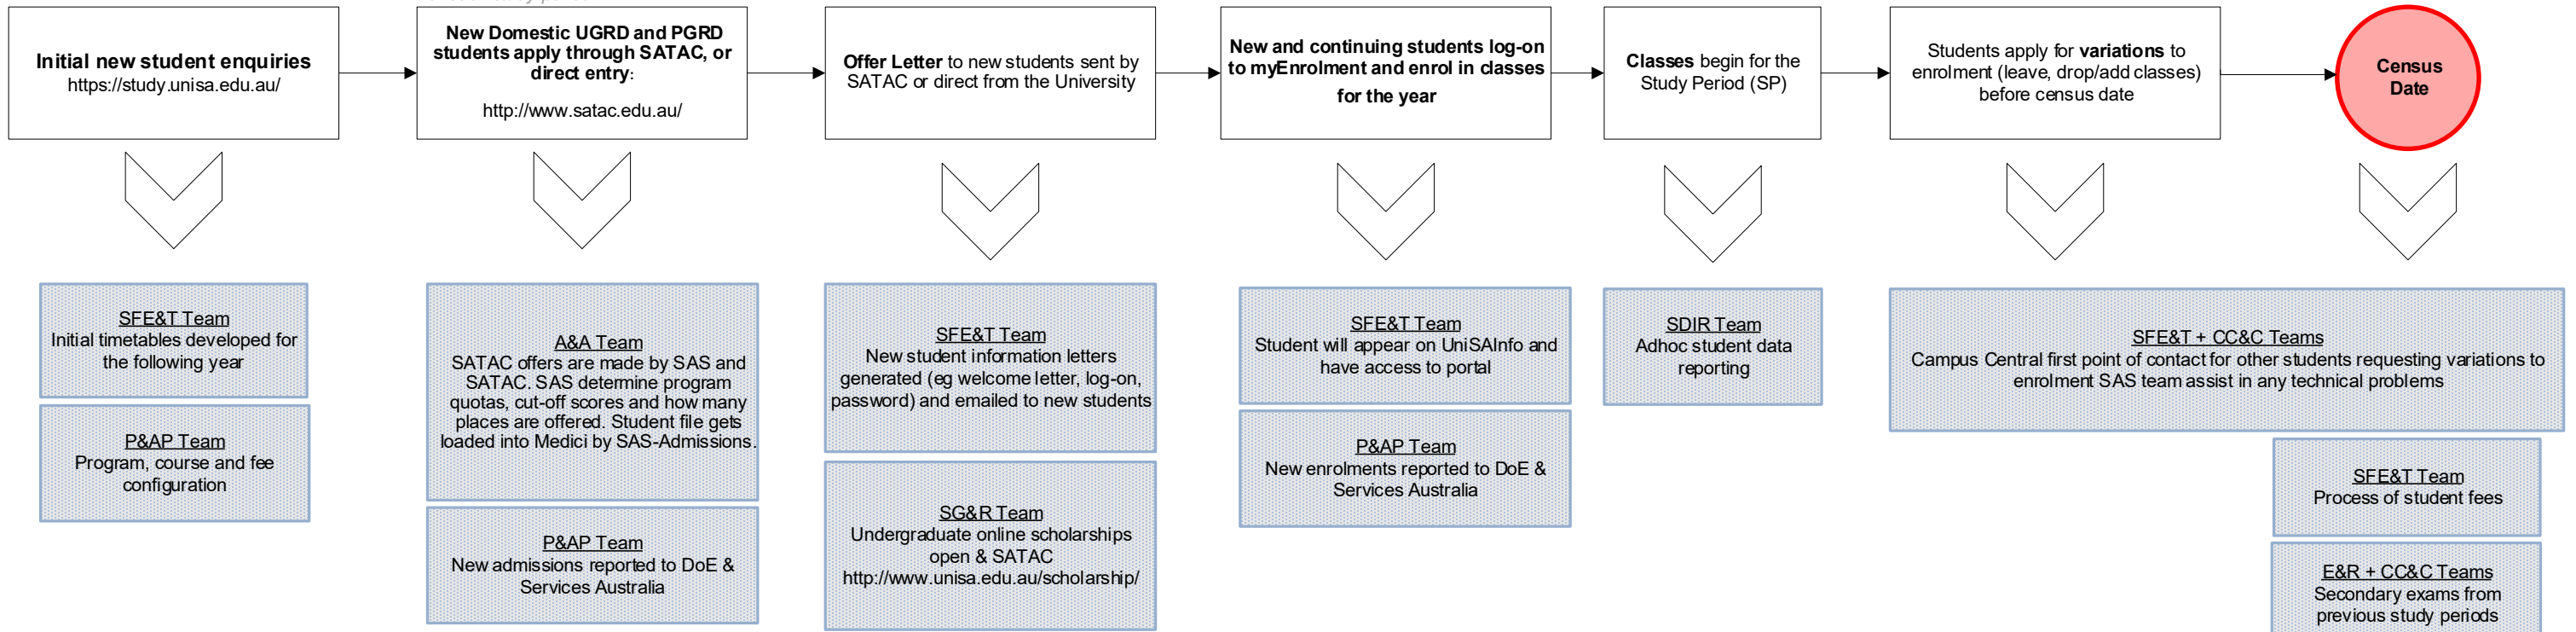 Initial new student enquiries
https://study.unisa.edu.au/
New Domestic UGRD and PGRD
students apply through SATAC, or
direct entry:
http://www.satac.edu.au/
Offer Letter to new students sent by
SATAC or direct from the University
New and continuing students log-on
to myEnrolment and enrol in classes
for the year
Classes begin for the
Study Period (SP)
Students apply for variations to
enrolment (leave, drop/add classes)
before census date
Census
Date
SFE&T Team
Initial timetables developed for
the following year
P&AP Team
Program, course and fee
configuration
A&A Team
SATAC offers are made by SAS and
SATAC. SAS determine program
quotas, cut-off scores and how many
places are offered. Student file gets
loaded into Medici by SAS-Admissions.
P&AP Team
New admissions reported to DoE &
Services Australia
SFE&T Team
New student information letters
generated (eg welcome letter, log-on,
password) and emailed to new students
SG&R Team
Undergraduate online scholarships
open & SATAC
http://www.unisa.edu.au/scholarship/
SFE&T Team
Student will appear on UniSAInfo and
have access to portal
P&AP Team
New enrolments reported to DoE &
Services Australia
SDIR Team
Adhoc student data
reporting
SFE&T + CC&C Teams
Campus Central first point of contact for other students requesting variations to
enrolment SAS team assist in any technical problems
SFE&T Team
Process of student fees
E&R + CC&C Teams
Secondary exams from
previous study periods